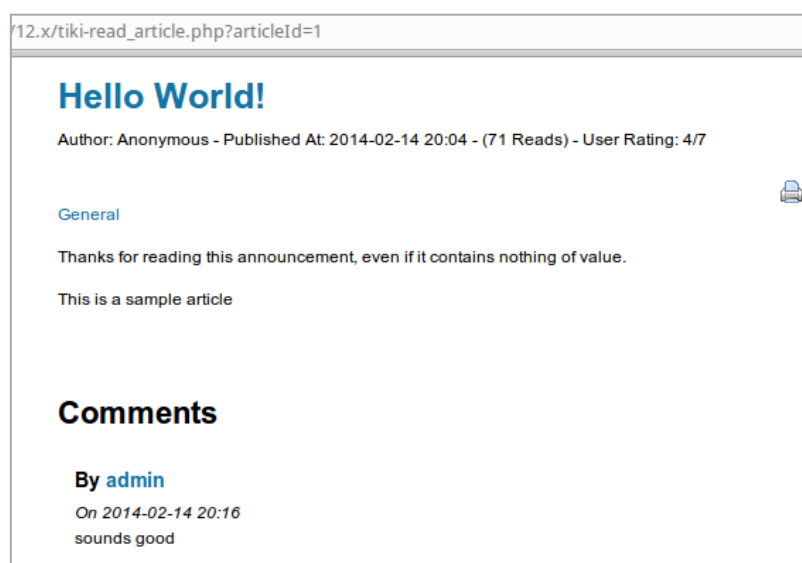 /12.x/tiki-read_article.php?articleId=1
Hello World!
Author: Anonymous - Published At: 2014-02-14 20:04 - (71 Reads) - User Rating: 4/7
General
Thanks for reading this announcement, even if it contains nothing of value.
This is a sample article
Comments
By admin
On 2014-02-14 20:16
sounds good